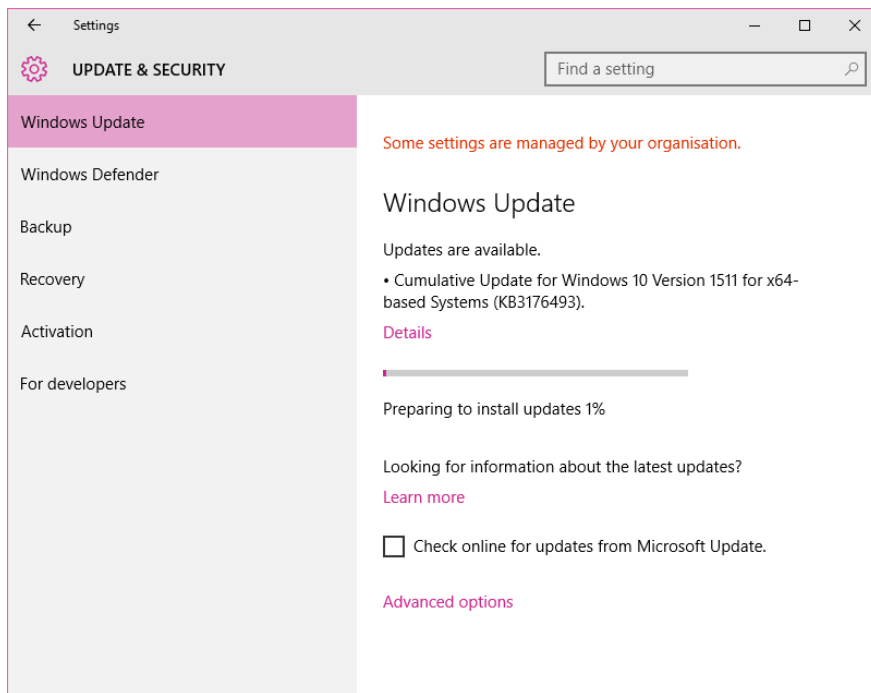 Settings
UPDATE & SECURITY
Find a setting
Windows Update
Windows Defender
Backup
Recovery
Activation
For developers
Some settings are managed by your organisation.
Windows Update
Updates are available.
• Cumulative Update for Windows 10 Version 1511 for x64-
based Systems (KB3176493).
Details
Preparing to install updates 1%
Looking for information about the latest updates?
Learn more
Check online for updates from Microsoft Update.
Advanced options